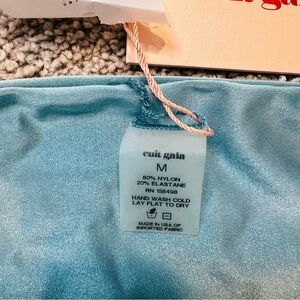 cult gaia
M
80% NYLON
20% ELASTANE
RN 158498
HAND WASH COLD
LAY FLAT TO DRY
MADE IN USA OF
IMPORTED FABRIC